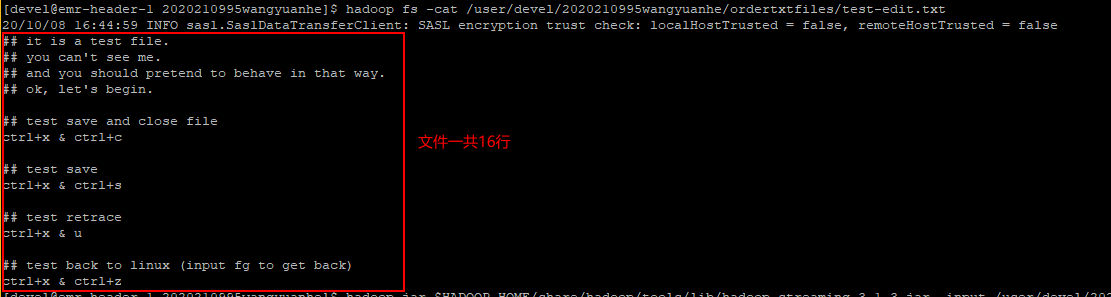 [devel@emr-header-1 2020210995wangyuanhe]$ hadoop fs -cat /user/devel/2020210995wangyuanhe/ordertxtfiles/test-edit.txt
20/10/08 16:44:59 INFO sasl.SaslDataTransferClient: SASL encryption trust check: localHostTrusted = false, remoteHostTrusted = false
## it is a test file.
## you can't see me.
## and you should pretend to behave in that way.
## ok, let's begin.
## test save and close file
ctrl+x & ctrl+c
文件一共16行
## test save
ctrl+x & ctrl+s
## test retrace
ctrl+x & u
## test back to linux (input fg to get back)
ctrl+x & ctrl+z
[devel@emr-header-1 2020210995wangyuanhe]$ hadoop jar $HADOOP_HOME/share/hadoop/tools/lib/hadoop-streaming-3.1.3.jar -input /user/devel/202